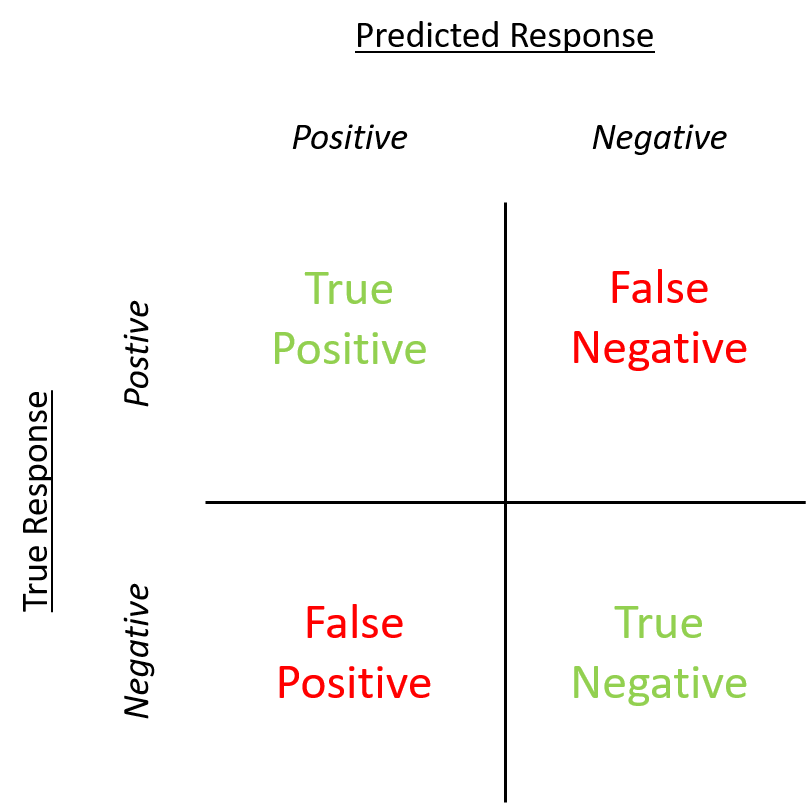 Predicted Response
Positive
Negative
True Response
Postive
True
Positive
False
Negative
Negative
False
Positive
True
Negative